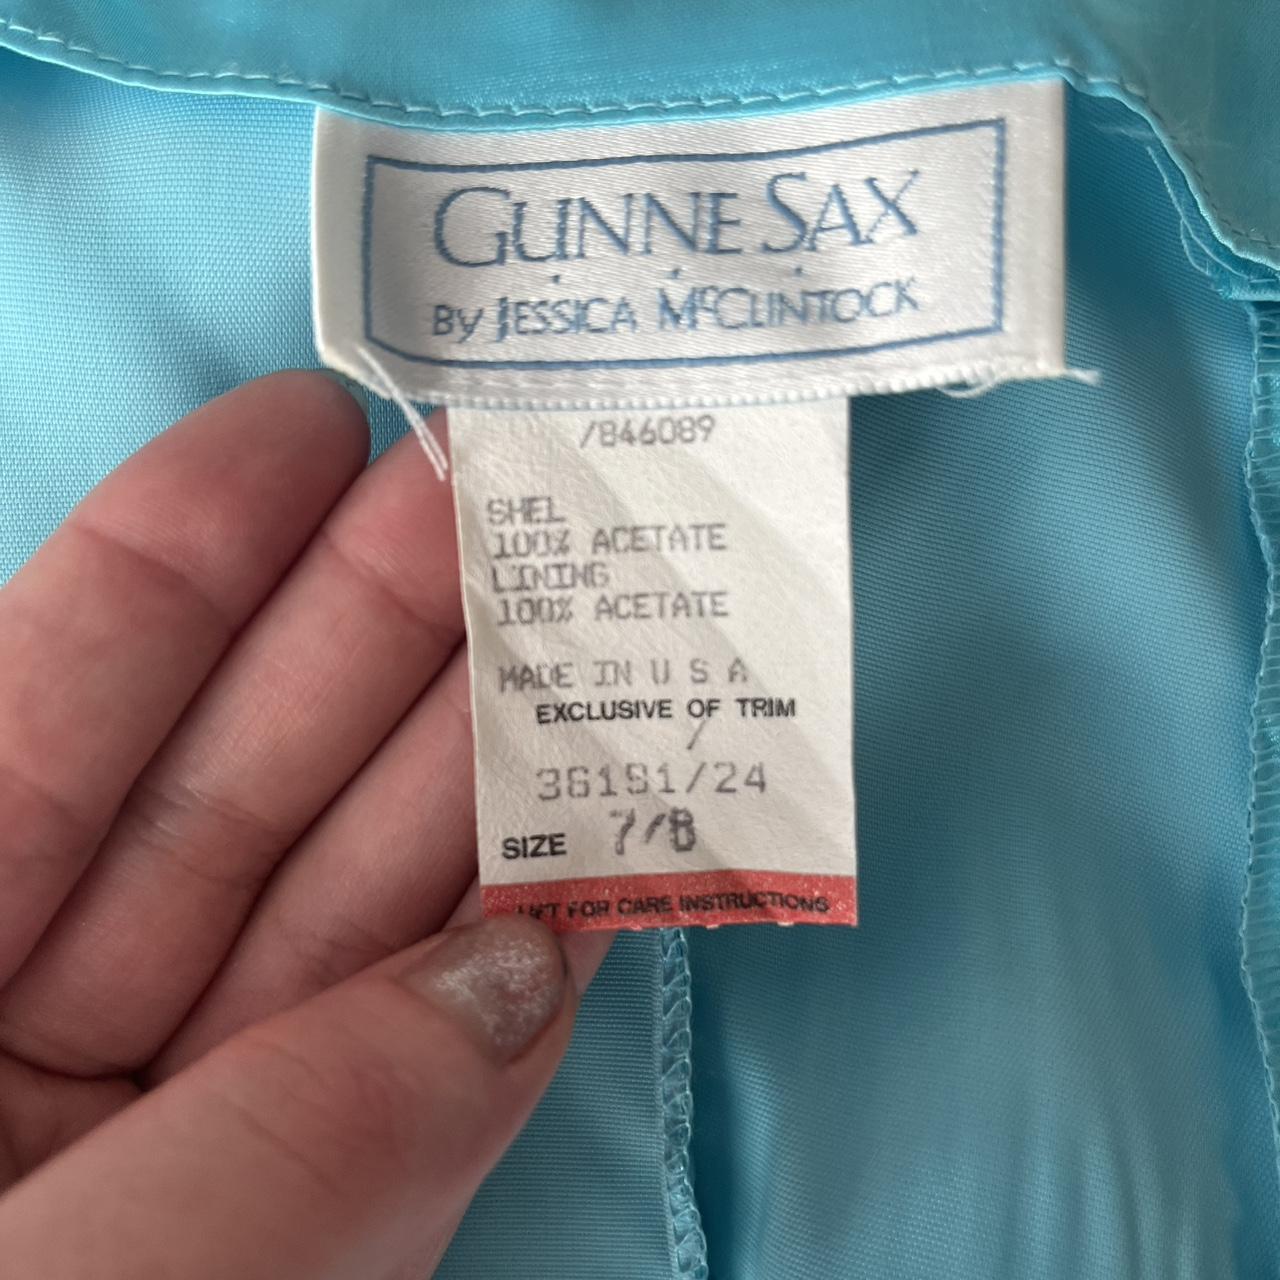 GUNNE SAX
BY JESSICA McCLINTOCK
/846089
SHEL
100% ACETATE
LINING
100% ACETATE
MADE IN U S A
EXCLUSIVE OF TRIM
/
36191/24
SIZE 7/8
LIFT FOR CARE INSTRUCTIONS